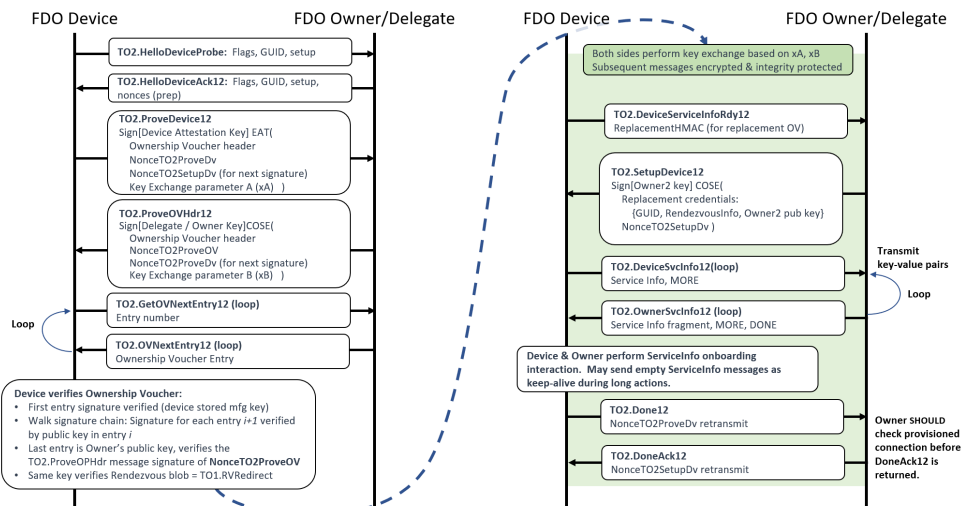 FDO Device
FDO Owner/Delegate
TO2.HelloDeviceProbe: Flags, GUID, setup
TO2.HelloDeviceAck12: Flags, GUID, setup,
nonces (prep)
TO2.ProveDevice12
Sign[Device Attestation Key] EAT(
Ownership Voucher header
NonceTO2ProveDv
NonceTO2SetupDv (for next signature)
Key Exchange parameter A (xA) )
TO2.ProveOVHdr12
Sign[Delegate / Owner Key]COSE(
Ownership Voucher header
NonceTO2ProveOV
NonceTO2ProveDv (for next signature)
Key Exchange parameter B (xB) )
TO2.GetOVNextEntry12 (loop)
Entry number
Loop
TO2.OVNextEntry12 (loop)
Ownership Voucher Entry
Device verifies Ownership Voucher:
• First entry signature verified (device stored mfg key)
• Walk signature chain: Signature for each entry i+1 verified
by public key in entry i
• Last entry is Owner's public key, verifies the
TO2.ProveOPHdr message signature of NonceTO2ProveOV
• Same key verifies Rendezvous blob = TO1.RVRedirect
FDO Device
FDO Owner/Delegate
Both sides perform key exchange based on xA, xB
Subsequent messages encrypted & integrity protected
TO2.DeviceServiceInfoRdy12
ReplacementHMAC (for replacement OV)
TO2.SetupDevice12
Sign[Owner2 key] COSE(
Replacement credentials:
{GUID, RendezvousInfo, Owner2 pub key}
NonceTO2SetupDv )
Transmit
key-value pairs
TO2.DeviceSvcInfo12(loop)
Service Info, MORE
Loop
TO2.OwnerSvcInfo12 (loop)
Service Info fragment, MORE, DONE
Device & Owner perform ServiceInfo onboarding
interaction. May send empty ServiceInfo messages as
keep-alive during long actions.
TO2.Done12
NonceTO2ProveDv retransmit
TO2.DoneAck12
NonceTO2SetupDv retransmit
Owner SHOULD
check provisioned
connection before
DoneAck12 is
returned.